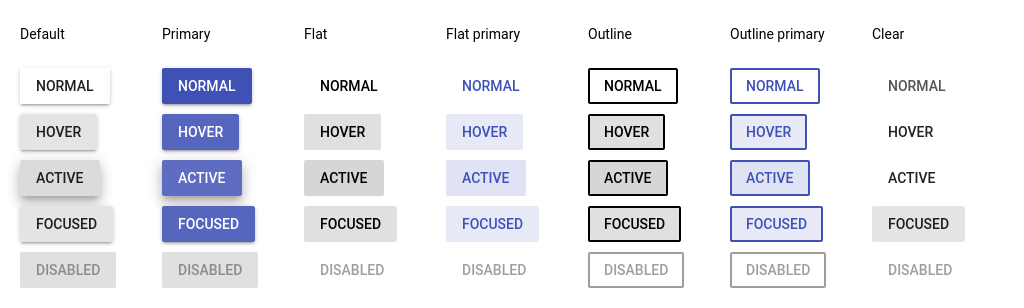 Default Primary Flat Flat primary Outline Outline primary Clear
NORMAL NORMAL NORMAL NORMAL NORMAL NORMAL NORMAL
HOVER HOVER HOVER HOVER HOVER HOVER HOVER
ACTIVE ACTIVE ACTIVE ACTIVE ACTIVE ACTIVE ACTIVE
FOCUSED FOCUSED FOCUSED FOCUSED FOCUSED FOCUSED FOCUSED
DISABLED DISABLED DISABLED DISABLED DISABLED DISABLED DISABLED